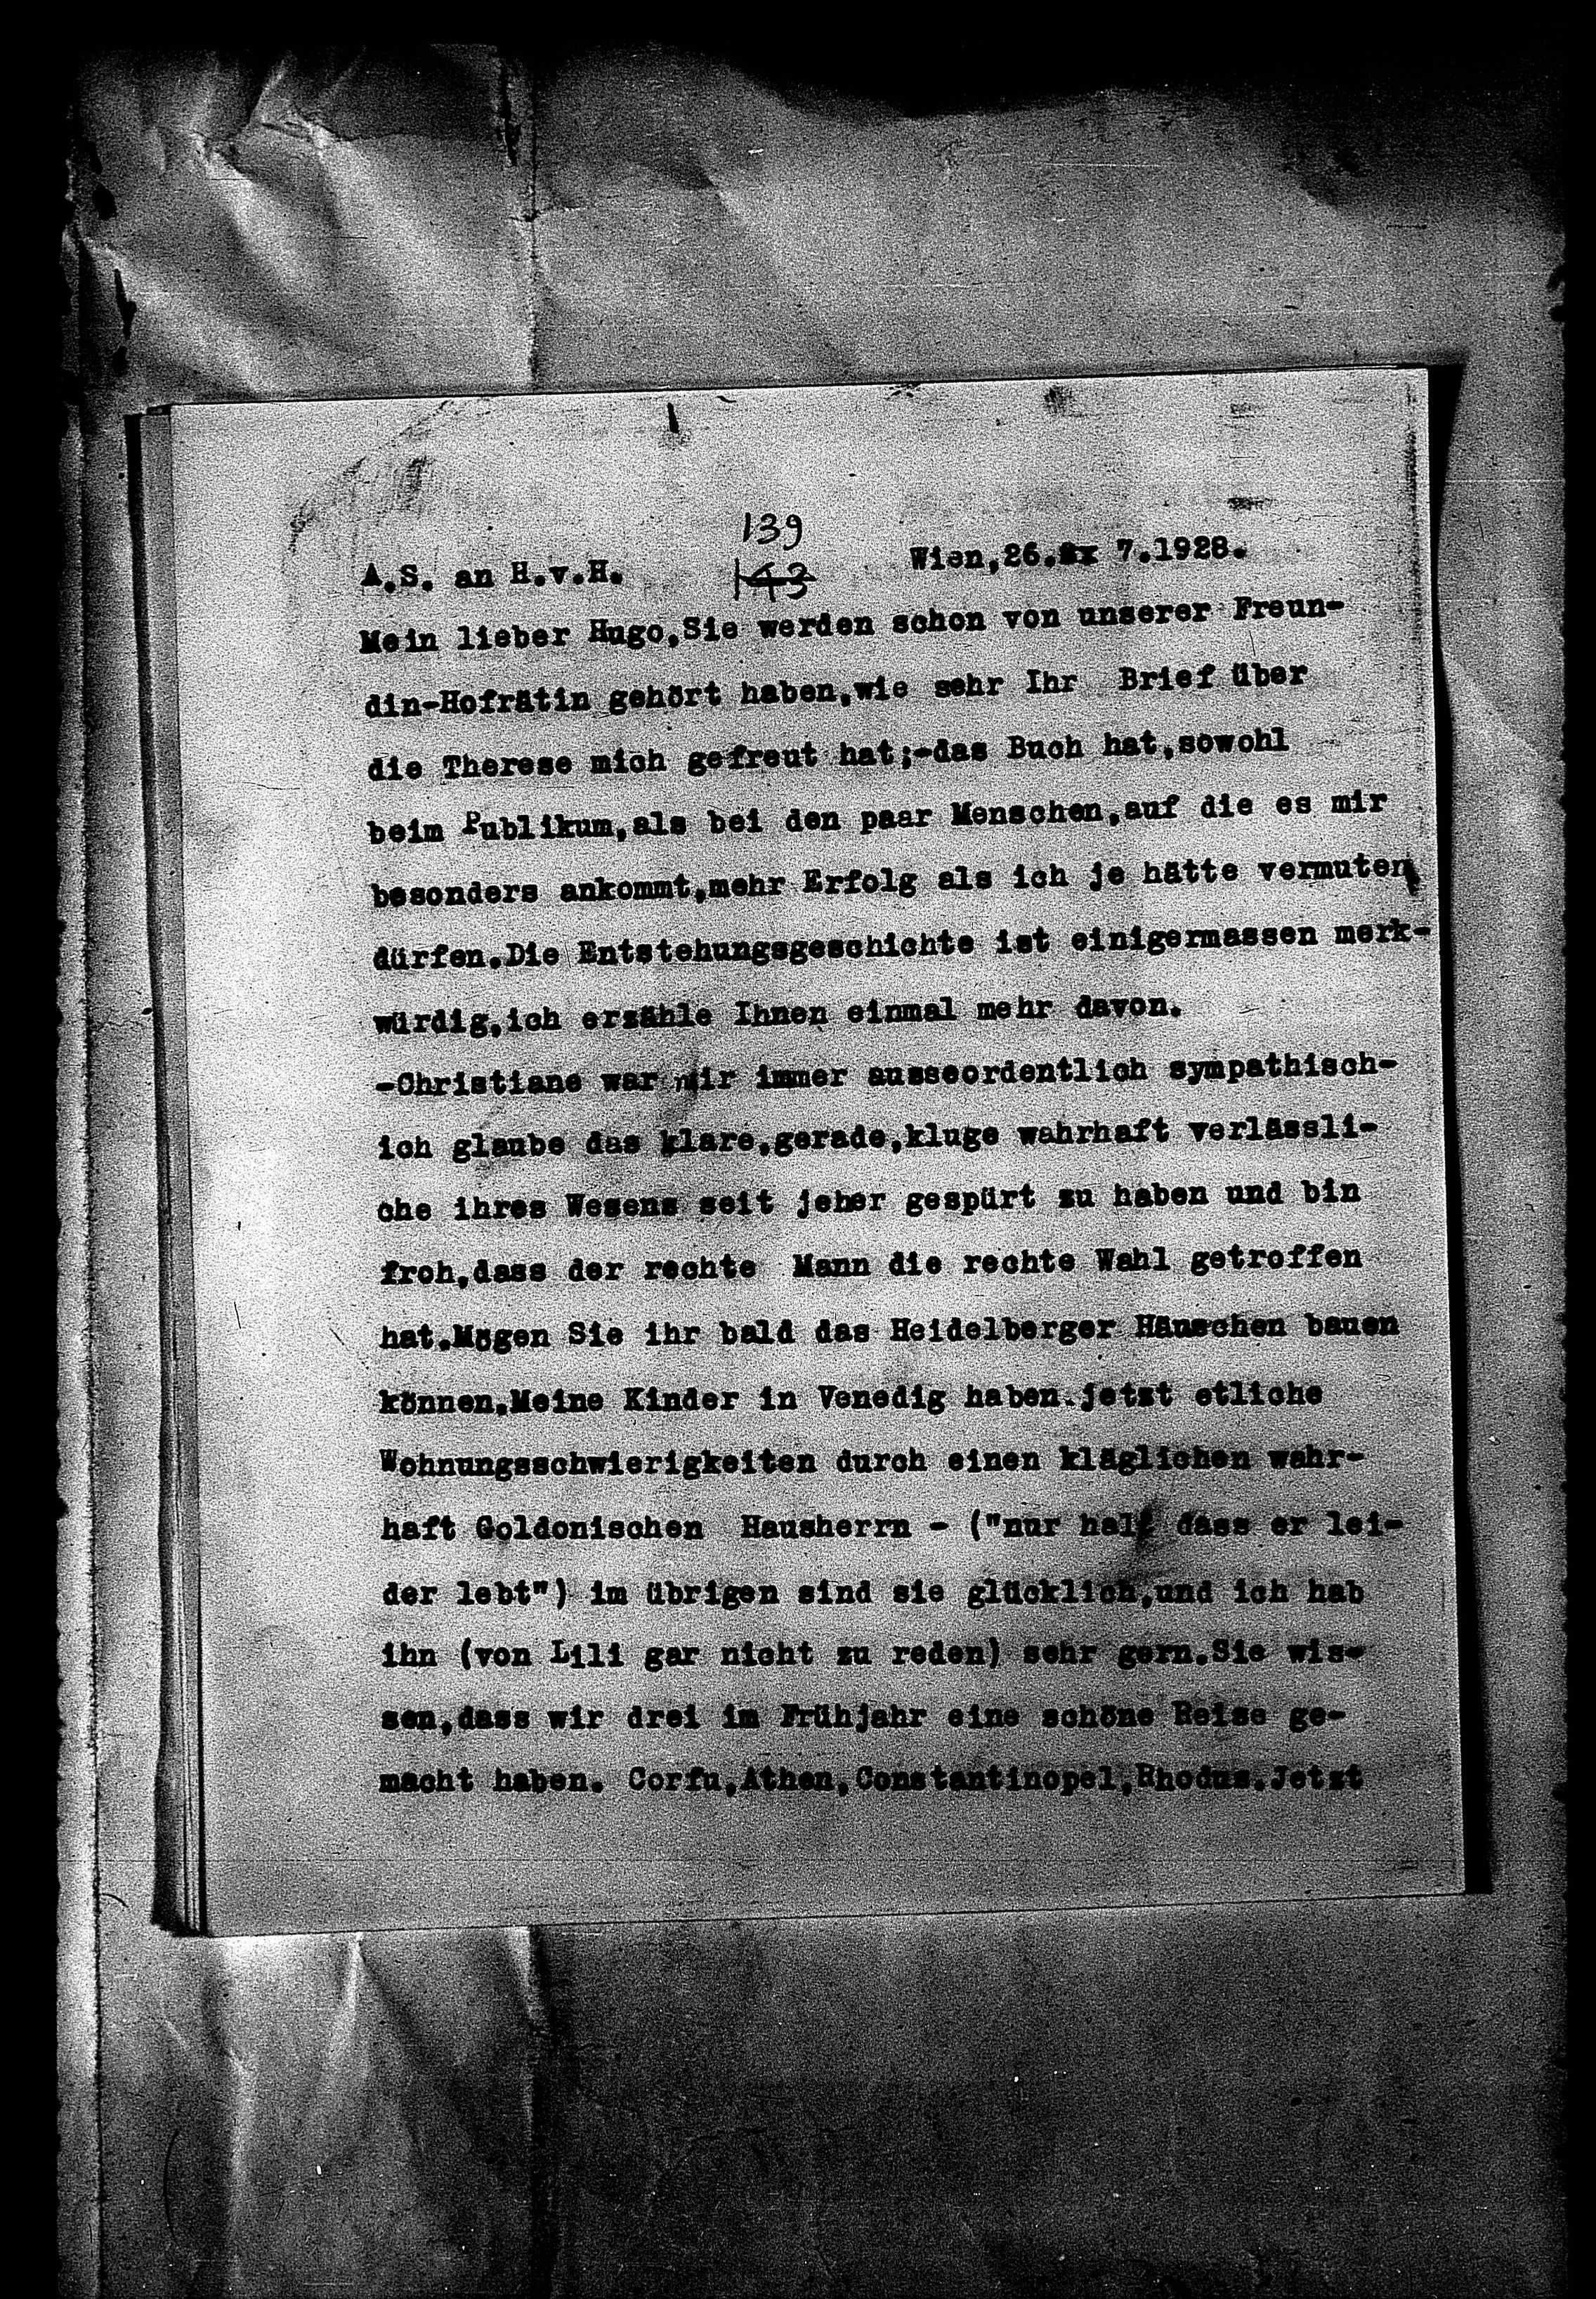 139
A.S. an H.v.H. 143 Wien,26. 7.1928.
Mein lieber Hugo,Sie werden schon von unserer Freun-
din-Hofrätin gehört haben,wie sehr Ihr Brief über
die Therese mich gefreut hat;-das Buch hat,sowohl
beim Publikum,als bei den paar Menschen,auf die es mir
besonders ankommt,mehr Erfolg als ich je hätte vermuten
dürfen.Die Entstehungsgeschichte ist einigermassen merk-
würdig,ich erzähle Ihnen einmal mehr davon.
-Christiane war mir immer ausseordentlich sympathisch-
ich glaube das klare,gerade,kluge wahrhaft verlässli-
che ihres Wesens seit jeher gespürt zu haben und bin
froh,dass der rechte Mann die rechte Wahl getroffen
hat.Mögen Sie ihr bald das Heidelberger Häuschen bauen
können.Meine Kinder in Venedig haben jetzt etliche
Wohnungsschwierigkeiten durch einen kläglichen wahr-
haft Goldonischen Hausherrn - ("nur halt dass er lei-
der lebt") im übrigen sind sie glücklich,und ich hab
ihn (von Lili gar nicht zu reden) sehr gern.Sie wis-
sen,dass wir drei im Frühjahr eine schöne Reise ge-
macht haben. Corfu,Athen,Constantinopel,Rhodus.Jetzt